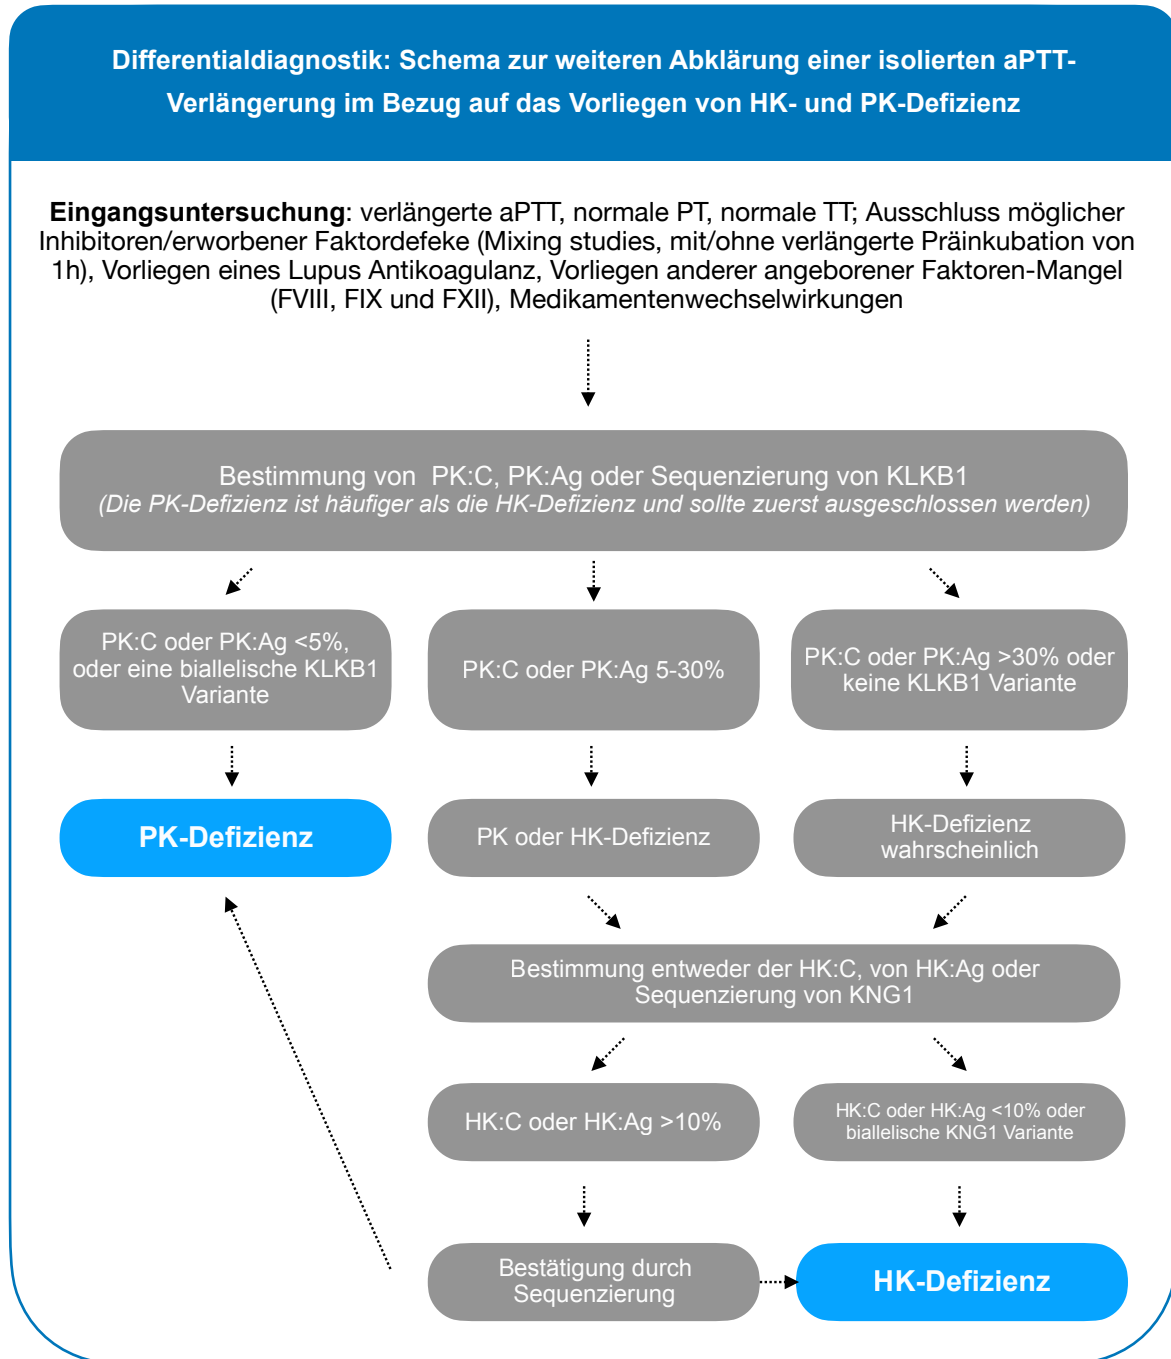 Differentialdiagnostik: Schema zur weiteren Abklärung einer isolierten aPTT-
Verlängerung im Bezug auf das Vorliegen von HK- und PK-Defizienz
Eingangsuntersuchung: verlängerte aPTT, normale PT, normale TT; Ausschluss möglicher
Inhibitoren/erworbener Faktordefeke (Mixing studies, mit/ohne verlängerte Präinkubation von
1h), Vorliegen eines Lupus Antikoagulanz, Vorliegen anderer angeborener Faktoren-Mangel
(FVIII, FIX und FXII), Medikamentenwechselwirkungen
Bestimmung von PK:C, PK:Ag oder Sequenzierung von KLKB1
(Die PK-Defizienz ist häufiger als die HK-Defizienz und sollte zuerst ausgeschlossen werden)
PK:C oder PK:Ag <5%,
oder eine biallelische KLKB1
Variante
PK:C oder PK:Ag 5-30%
PK:C oder PK:Ag >30% oder
keine KLKB1 Variante
PK-Defizienz
PK oder HK-Defizienz
HK-Defizienz
wahrscheinlich
Bestimmung entweder der HK:C, von HK:Ag oder
Sequenzierung von KNG1
HK:C oder HK:Ag >10%
HK:C oder HK:Ag <10% oder
biallelische KNG1 Variante
Bestätigung durch
Sequenzierung
HK-Defizienz